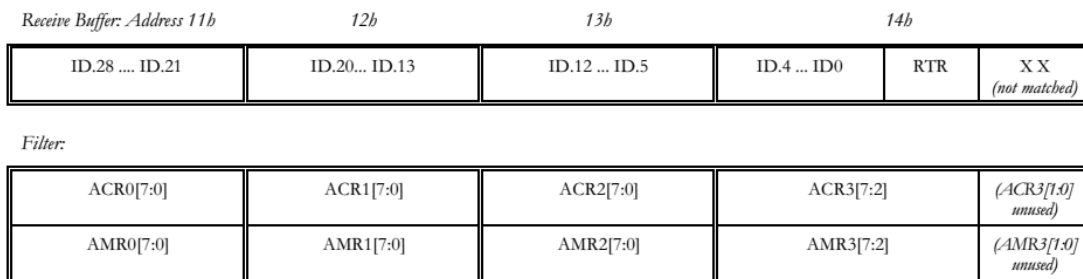 Receive Buffer: Address 11h 12h 13h 14h
ID.28 .... ID.21 ID.20... ID.13 ID.12 ... ID.5 ID.4 ... ID0 RTR X X
(not matched)
Filter:
ACR0[7:0] ACR1[7:0] ACR2[7:0] ACR3[7:2] (ACR3[1:0]
unused)
AMR0[7:0] AMR1[7:0] AMR2[7:0] AMR3[7:2] (AMR3[1:0]
unused)